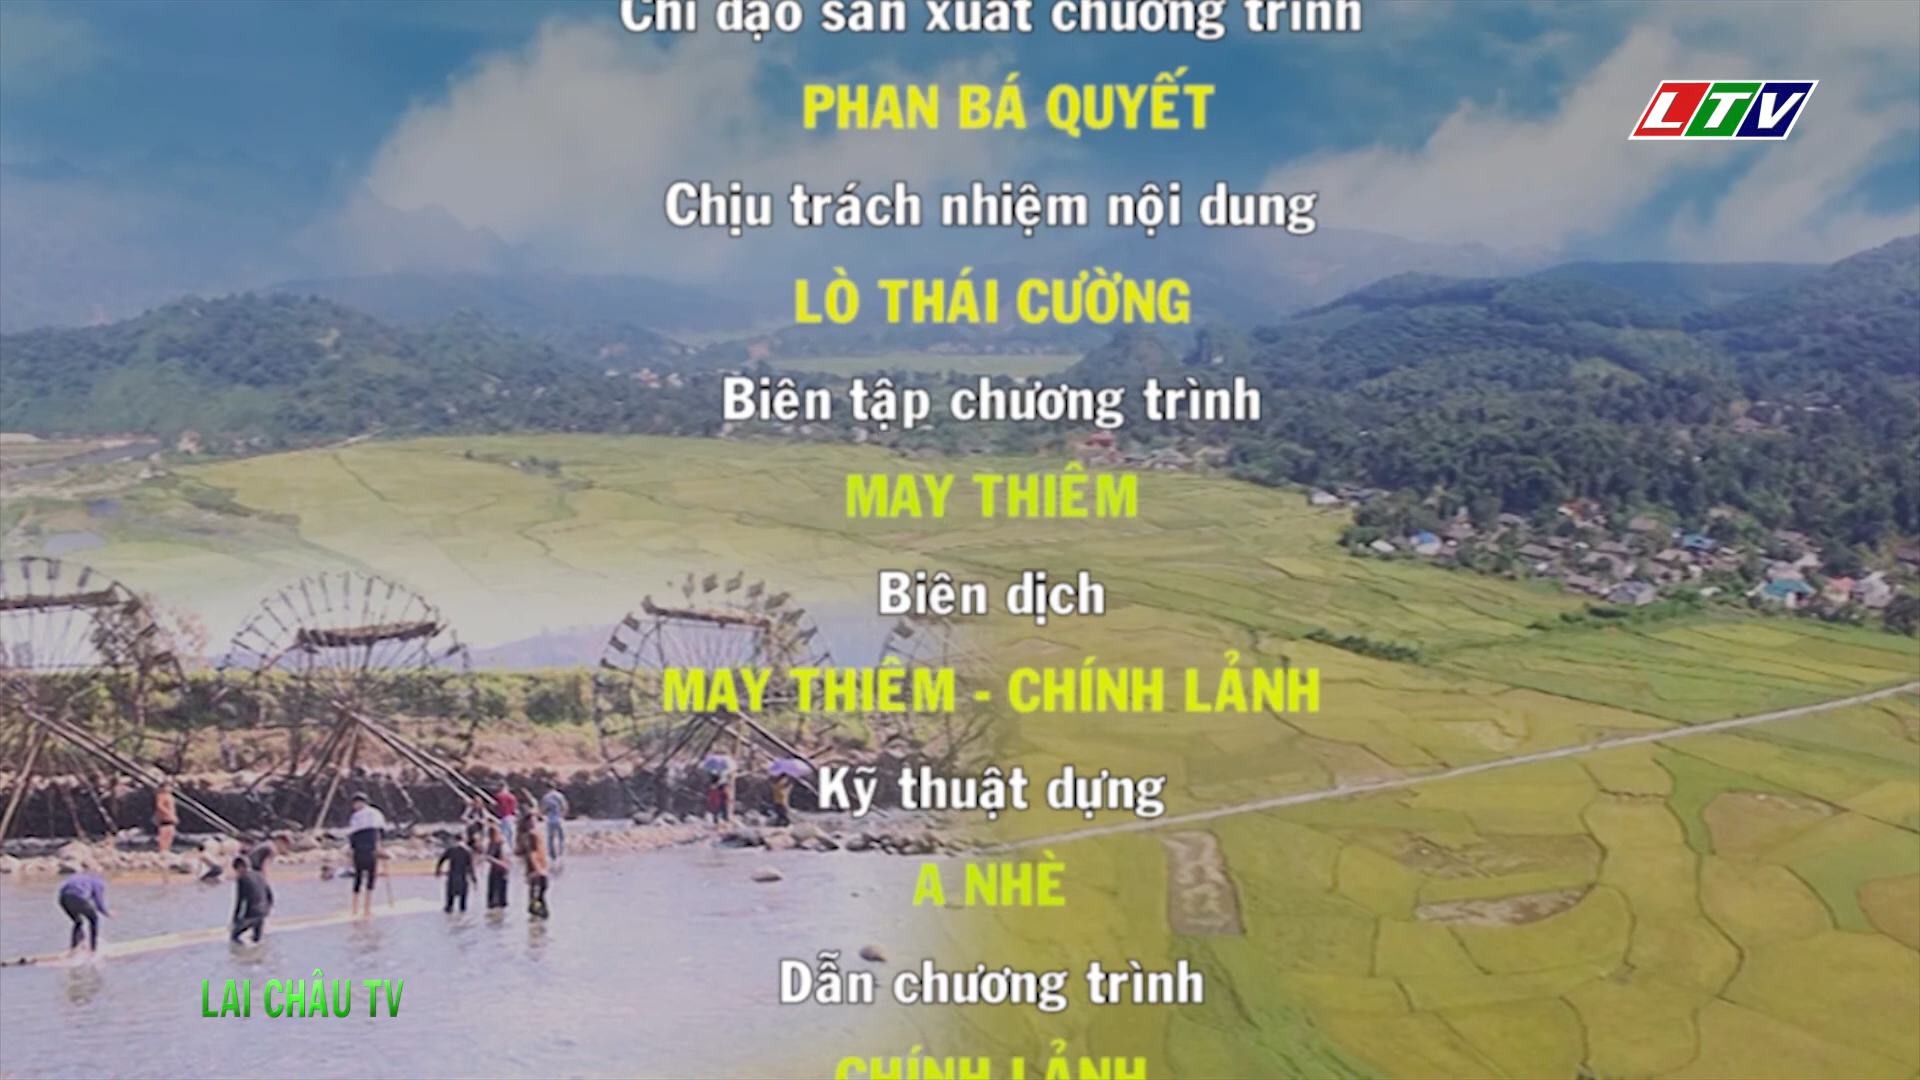 Chỉ đạo sản xuất chương trình
LTV
PHAN BÁ QUYẾT
Chịu trách nhiệm nội dung
LÒ THÁI CƯỜNG
Biên tập chương trình
MAY THIÊM
Biên dịch
MAY THIÊM - CHÍNH LẢNH
Kỹ thuật dựng
A NHÈ
Dẫn chương trình
LAI CHÂU TV
CHÍNH LẢNH